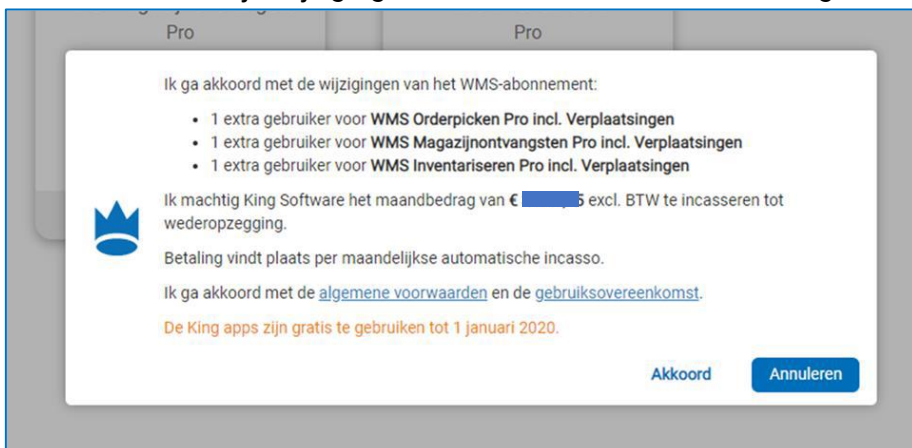 Pro
Pro
Ik ga akkoord met de wijzigingen van het WMS-abonnement:
• 1 extra gebruiker voor WMS Orderpicken Pro incl. Verplaatsingen
• 1 extra gebruiker voor WMS Magazijnontvangsten Pro incl. Verplaatsingen
• 1 extra gebruiker voor WMS Inventariseren Pro incl. Verplaatsingen
Ik machtig King Software het maandbedrag van € 5 excl. BTW te incasseren tot
wederopzegging.
Betaling vindt plaats per maandelijkse automatische incasso.
Ik ga akkoord met de algemene voorwaarden en de gebruiksovereenkomst.
De King apps zijn gratis te gebruiken tot 1 januari 2020.
Akkoord
Annuleren